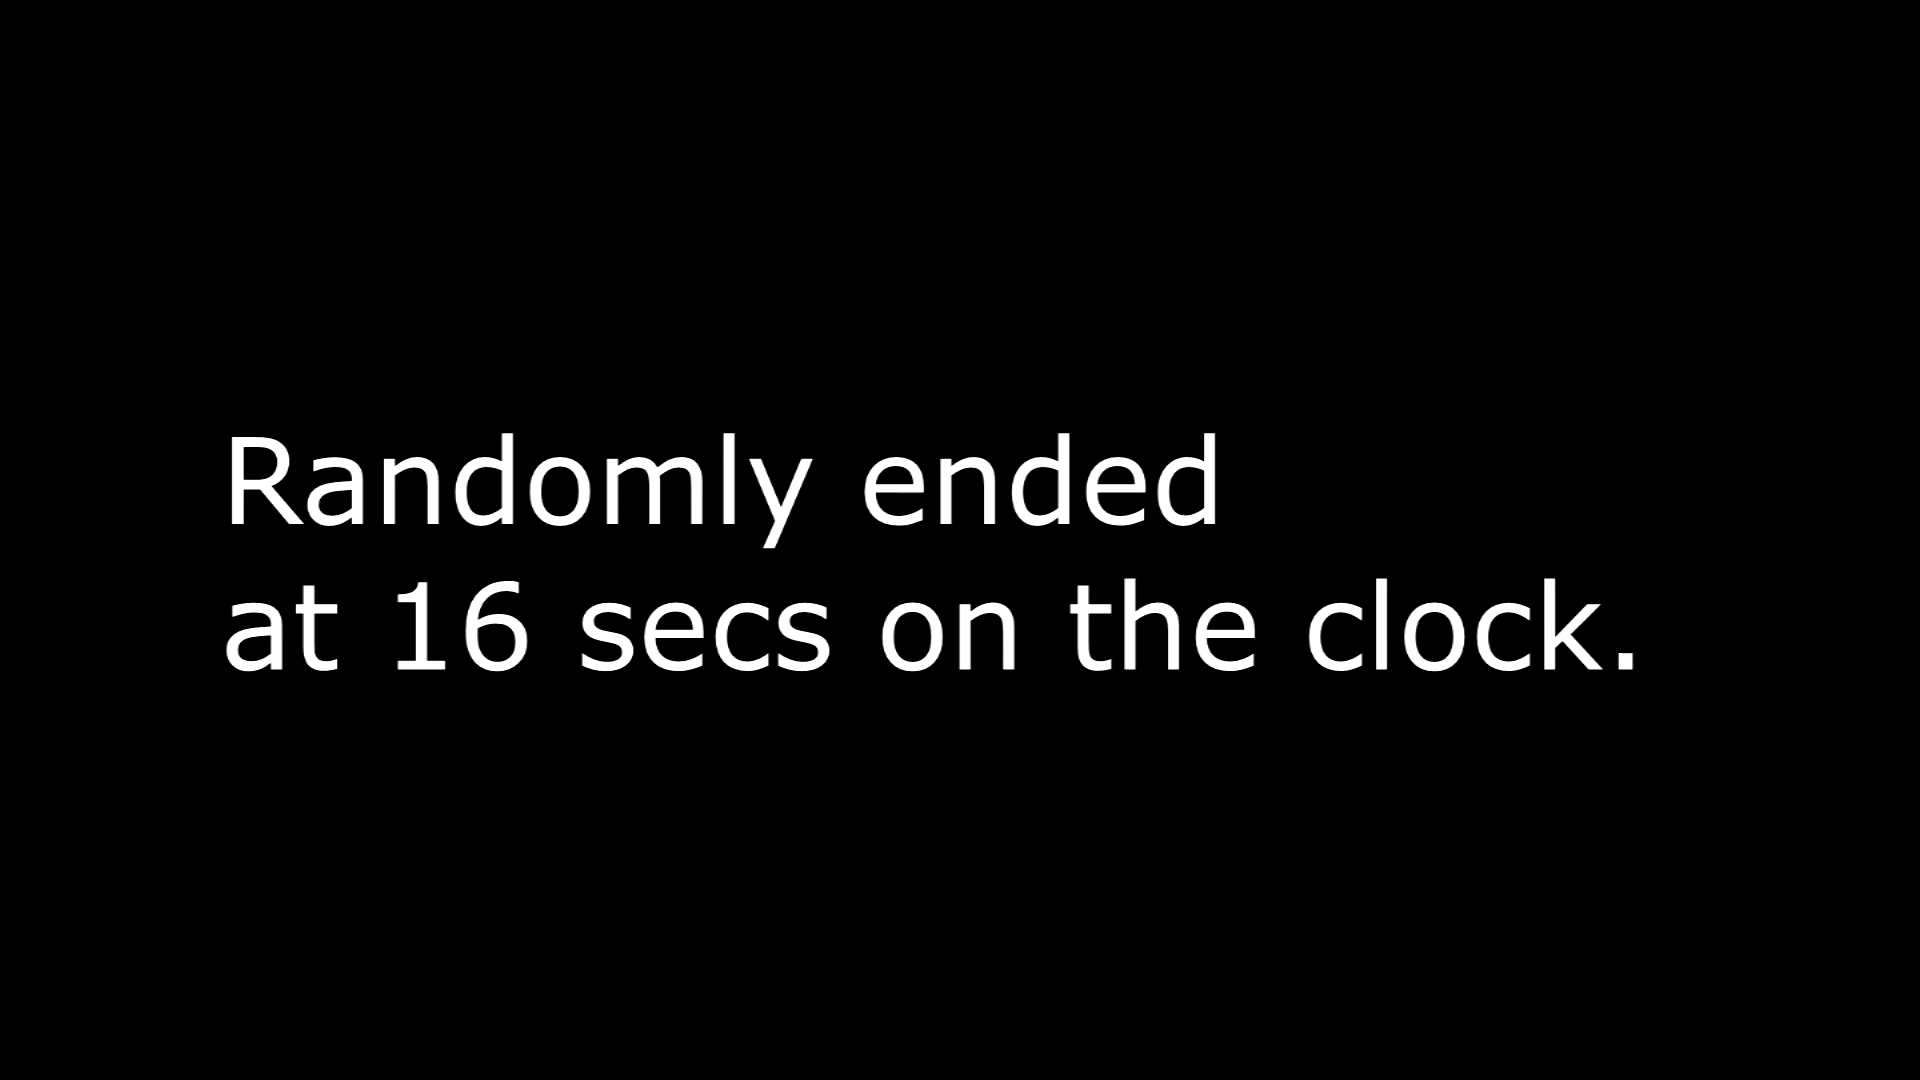 Randomly ended
at 16 secs on the clock.